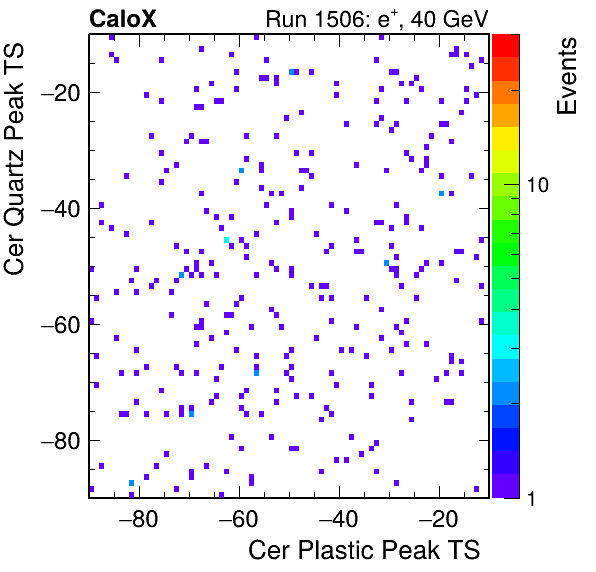 CaloX Run 1506: e⁺, 40 GeV
Cer Quartz Peak TS
Events
−20
−40
−60
−80
10
1
−80 −60 −40 −20
Cer Plastic Peak TS